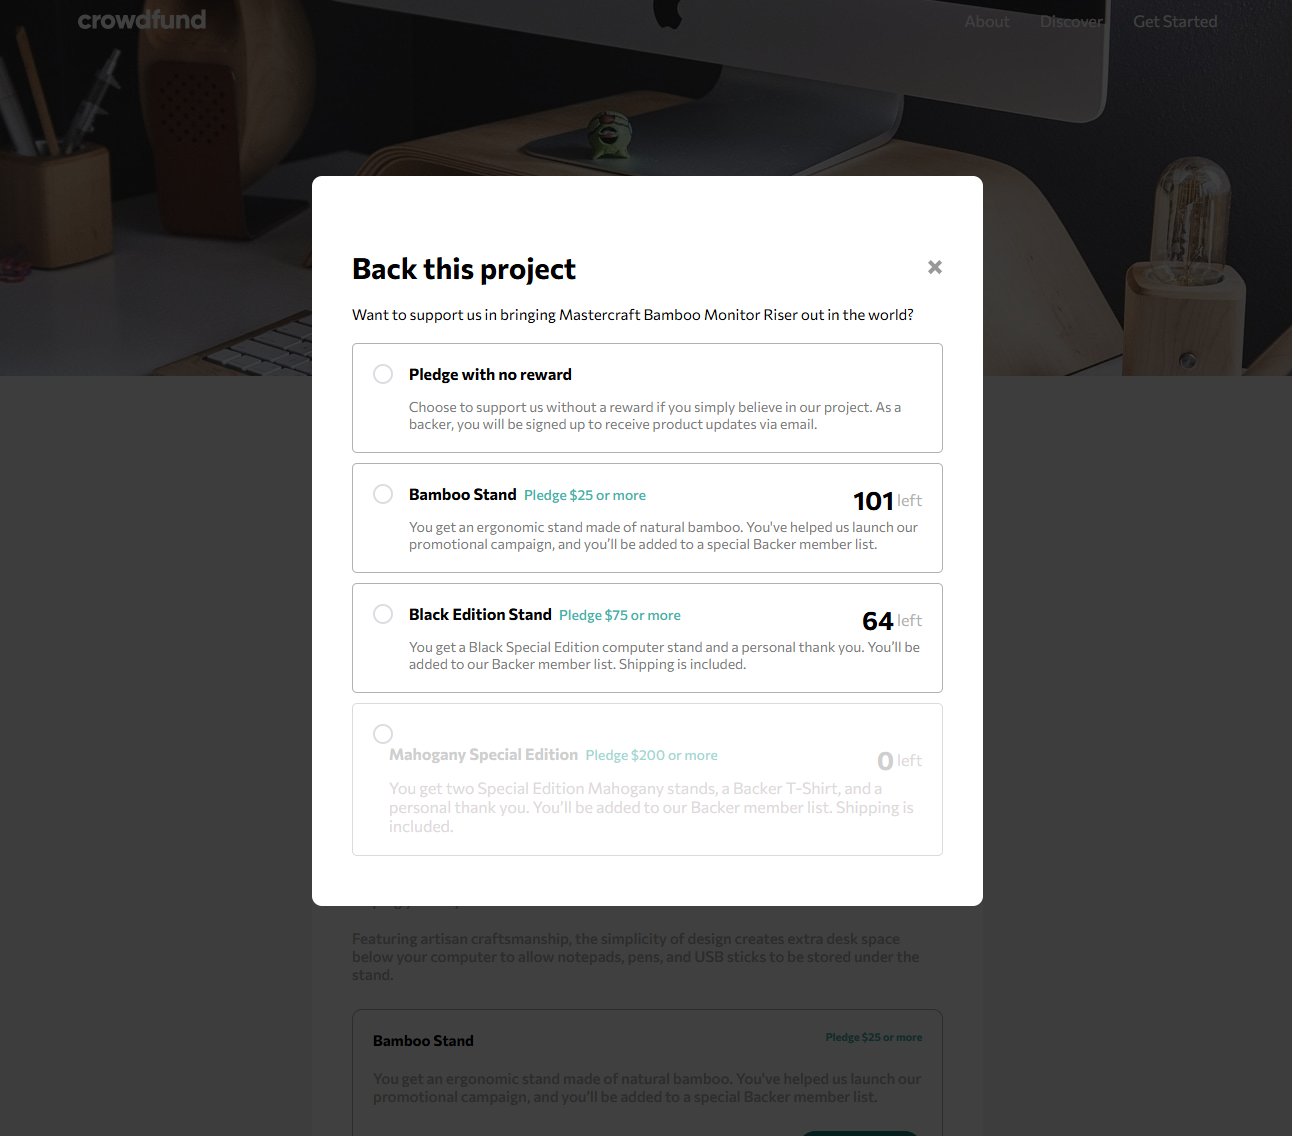 crowdfund
About Discover Get Started
Back this project
Want to support us in bringing Mastercraft Bamboo Monitor Riser out in the world?
Pledge with no reward
Choose to support us without a reward if you simply believe in our project. As a
backer, you will be signed up to receive product updates via email.
Bamboo Stand Pledge $25 or more
101 left
You get an ergonomic stand made of natural bamboo. You've helped us launch our
promotional campaign, and you’ll be added to a special Backer member list.
Black Edition Stand Pledge $75 or more
64 left
You get a Black Special Edition computer stand and a personal thank you. You’ll be
added to our Backer member list. Shipping is included.
Mahogany Special Edition Pledge $200 or more
0 left
You get two Special Edition Mahogany stands, a Backer T-Shirt, and a
personal thank you. You’ll be added to our Backer member list. Shipping is
included.
Featuring artisan craftsmanship, the simplicity of design creates extra desk space
below your computer to allow notepads, pens, and USB sticks to be stored under the
stand.
Bamboo Stand
Pledge $25 or more
You get an ergonomic stand made of natural bamboo. You've helped us launch our
promotional campaign, and you’ll be added to a special Backer member list.